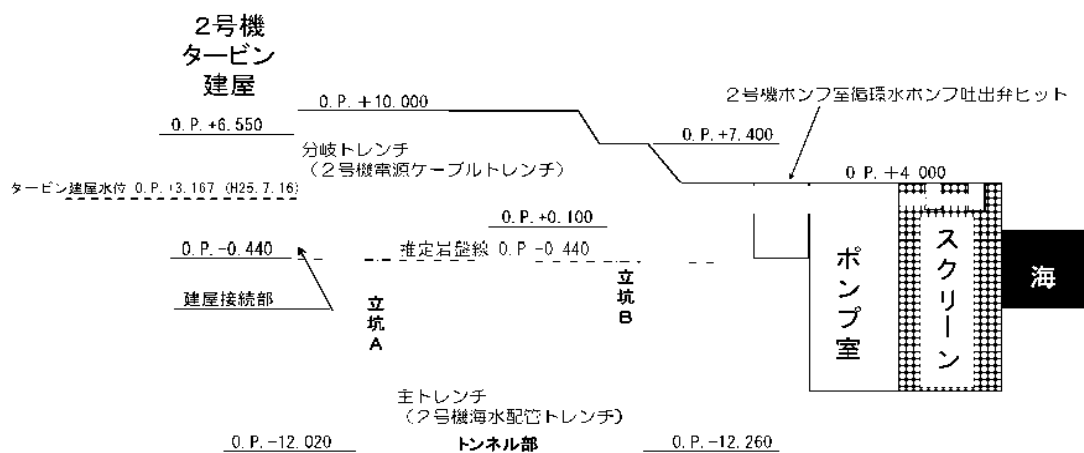 2号機
タービン
建屋
O.P.+10.000
2号機ポンプ室循環水ポンプ吐出弁ピット
O.P.+6.550
O.P.+7.400
分岐トレンチ
(2号機電源ケーブルトレンチ)
O P.+4 000
タービン建屋水位 O.P.+3.167 (H25.7.16)
O.P.+0.100
O.P.-0.440
推定岩盤線 O.P-0.440
建屋接続部
立坑A
立坑B
ポンプ室
スクリーン
海
主トレンチ
(2号機海水配管トレンチ)
O.P.-12.020
トンネル部
O.P.-12.260